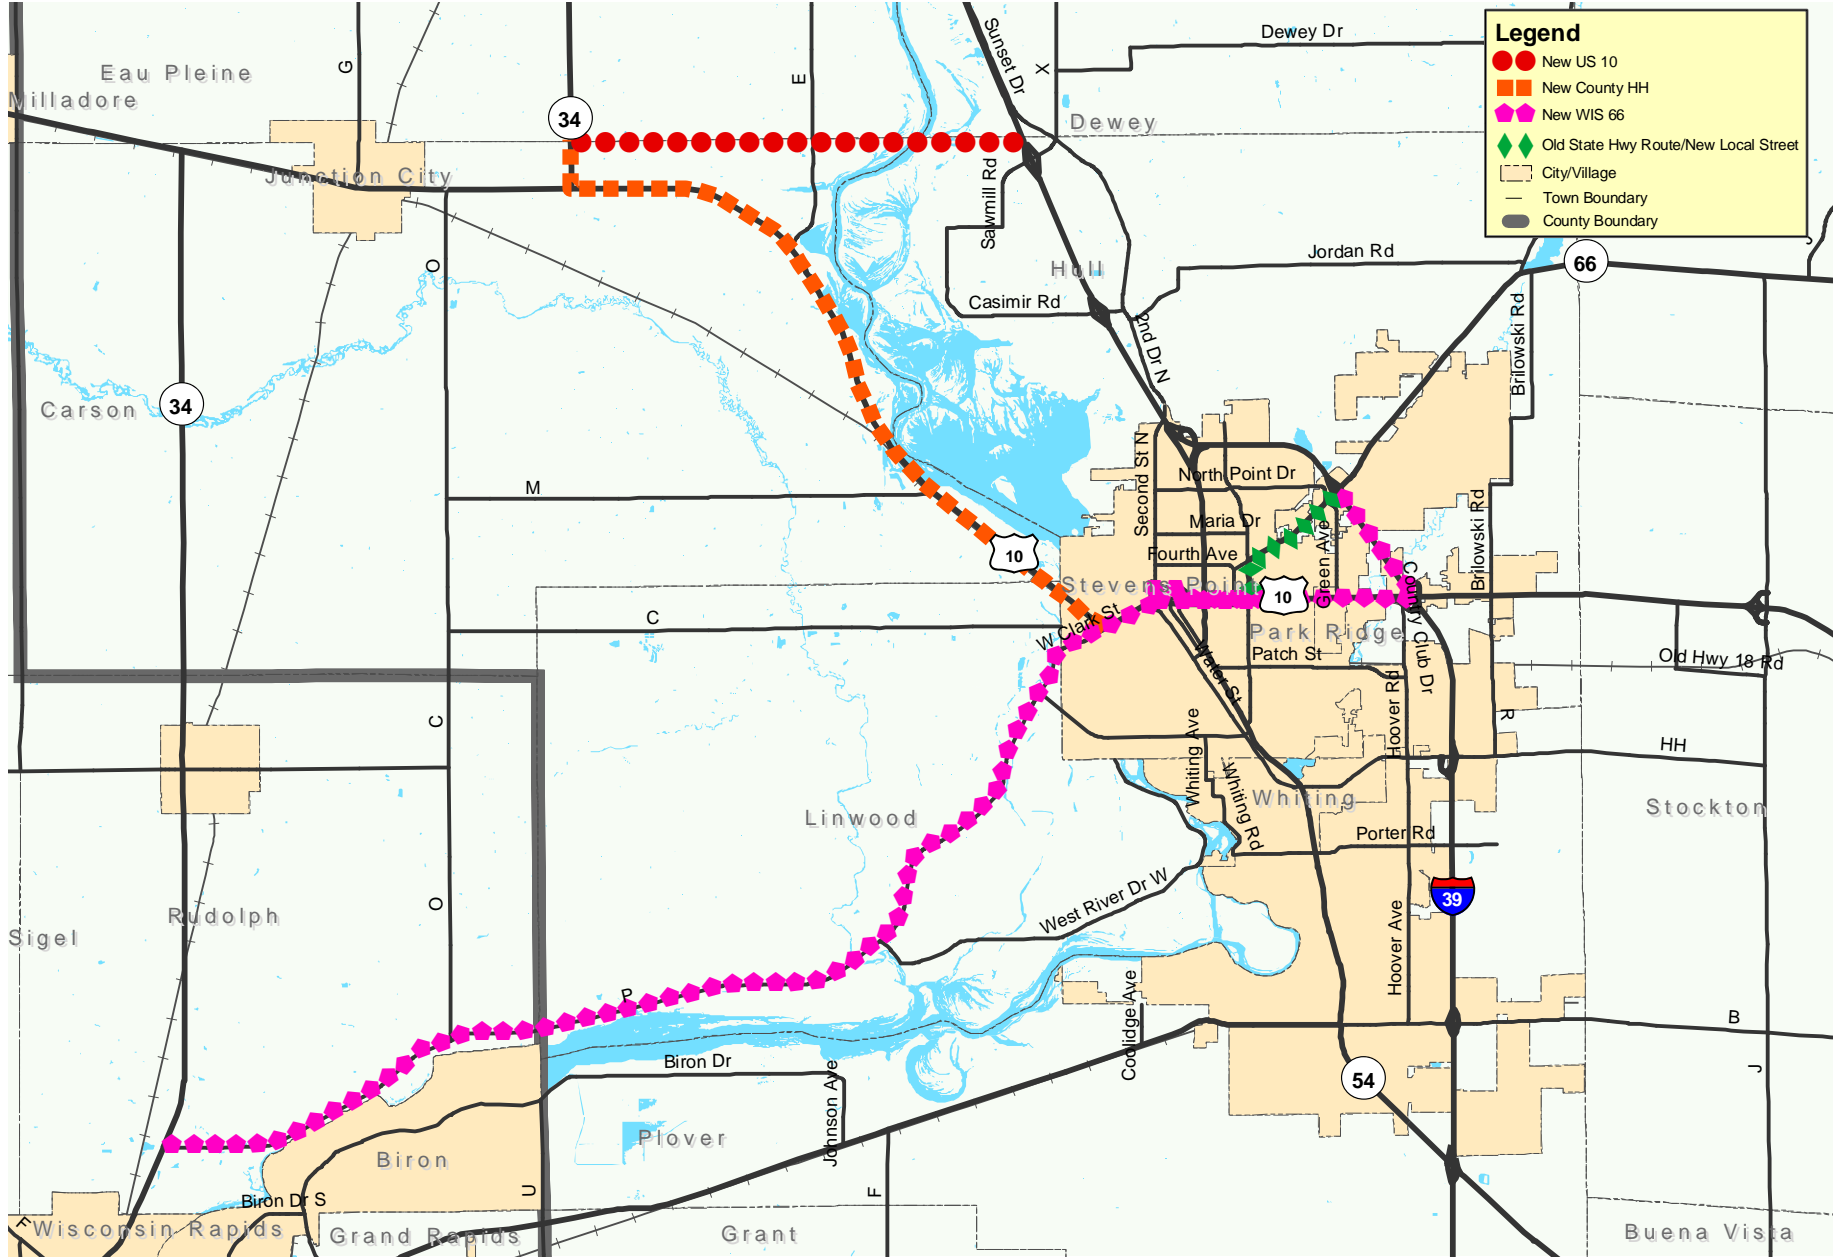 Legend
New US 10
New County HH
New WIS 66
Old State Hwy Route/New Local Street
City/Village
Town Boundary
County Boundary
Dewey Dr
Sunset Dr
X
G
E
Eau Pleine
Milladore
34
Dewey
Junction City
Sawmill Rd
Jordan Rd
J
66
O
Hull
Casimir Rd
2nd Dr N
Brilowski Rd
Carson
34
Second St N
North Point Dr
M
Maria Dr
Brilowski Rd
10
Fourth Ave
Green Ave
Stevens Point
10
County Club Dr
C
W Clark St
Park Ridge
Patch St
Old Hwy 18 Rd
Water St
Hoover Rd
C
R
Whiting Ave
HH
Whiting Rd
Whiting
Stockton
Linwood
Porter Rd
39
O
Rudolph
Sigel
West River Dr W
Hoover Ave
P
Coolidge Ave
B
Biron Dr
Johnson Ave
54
J
Plover
Biron
U
F
Biron Dr S
F
Wisconsin Rapids
Grand Rapids
Grant
Buena Vista